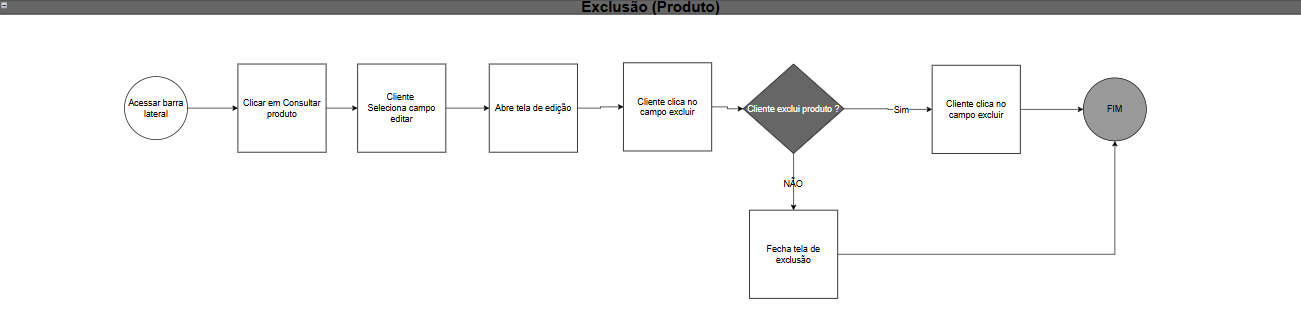 Exclusão (Produto)
Acessar barra
lateral
Clicar em Consultar
produto
Cliente
Seleciona campo
editar
Abre tela de edição
Cliente clica no
campo excluir
Cliente exclui produto ?
Sim
Cliente clica no
campo excluir
FIM
NÃO
Fecha tela de
exclusão